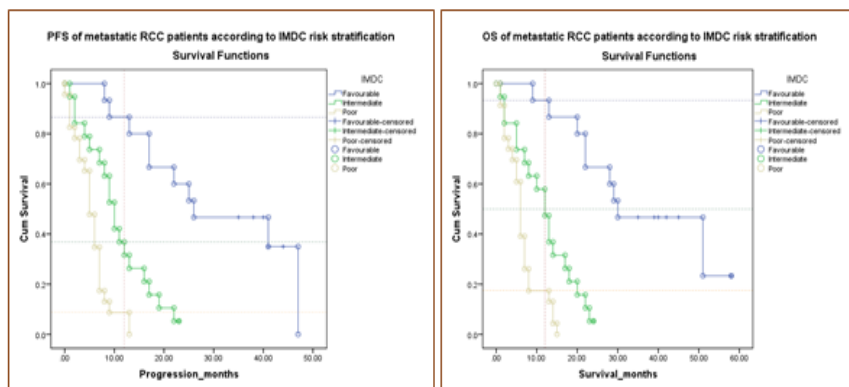 PFS of metastatic RCC patients according to IMDC risk stratification
Survival Functions
IMDC
Favourable
Intermediate
Poor
Favourable-censored
Intermediate-censored
Poor-censored
Favourable
Intermediate
Poor
Cum Survival
1.0
0.8
0.6
0.4
0.2
0.0
.00
10.00
20.00
30.00
40.00
50.00
Progression_months
OS of metastatic RCC patients according to IMDC risk stratification
Survival Functions
IMDC
Favourable
Intermediate
Poor
Favourable-censored
Intermediate-censored
Poor-censored
Favourable
Intermediate
Poor
Cum Survival
1.0
0.8
0.6
0.4
0.2
0.0
.00
10.00
20.00
30.00
40.00
50.00
60.00
Survival_months